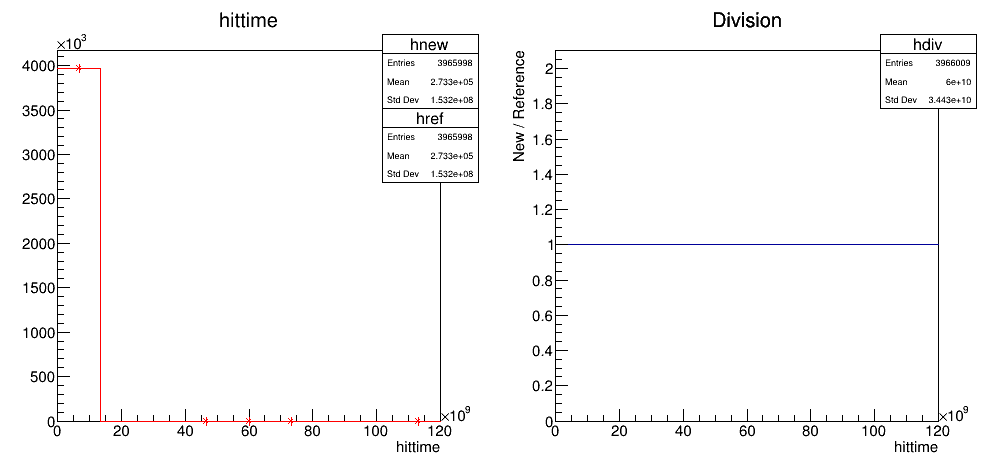 hittime
×10³
hnew
Entries 3965998
Mean 2.733e+05
Std Dev 1.532e+08
href
Entries 3965998
Mean 2.733e+05
Std Dev 1.532e+08
4000
3500
3000
2500
2000
1500
1000
500
0
0 20 40 60 80 100 120
×10⁹
hittime
Division
hdiv
Entries 3966009
Mean 6e+10
Std Dev 3.443e+10
New / Reference
2
1.8
1.6
1.4
1.2
1
0.8
0.6
0.4
0.2
0
0 20 40 60 80 100 120
×10⁹
hittime